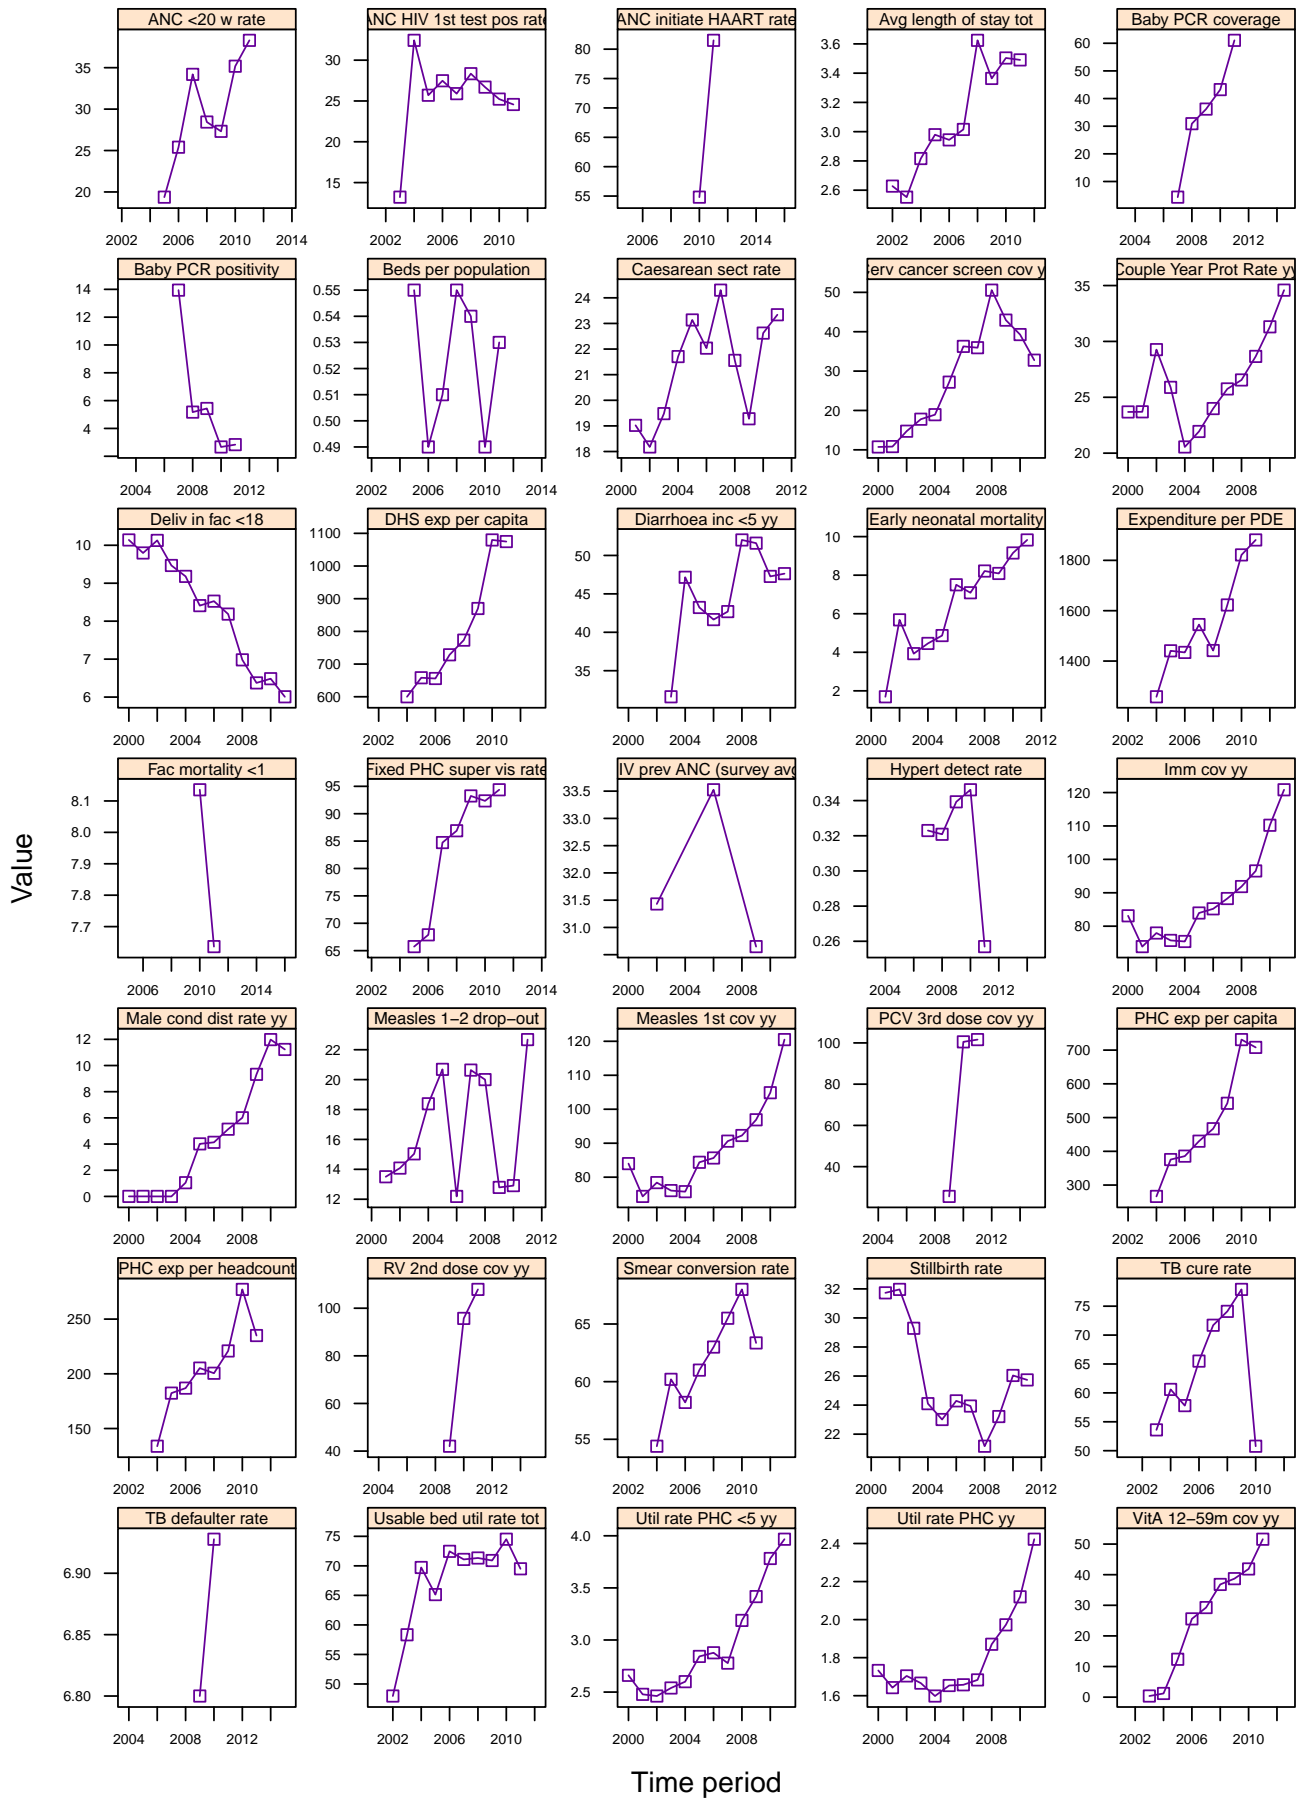 ANC <20 w rate
35
30
25
20
2002 2006 2010 2014
ANC HIV 1st test pos rate
30
25
20
15
2002 2006 2010
ANC initiate HAART rate
80
75
70
65
60
55
2006 2010 2014
Avg length of stay tot
3.6
3.4
3.2
3.0
2.8
2.6
2002 2006 2010
Baby PCR coverage
60
50
40
30
20
10
2004 2008 2012
Baby PCR positivity
14
12
10
8
6
4
2004 2008 2012
Beds per population
0.55
0.54
0.53
0.52
0.51
0.50
0.49
2002 2006 2010 2014
Caesarean sect rate
24
23
22
21
20
19
18
2000 2004 2008 2012
erv cancer screen cov y
50
40
30
20
10
2000 2004 2008
Couple Year Prot Rate yy
35
30
25
20
2000 2004 2008
Deliv in fac <18
10
9
8
7
6
2000 2004 2008
DHS exp per capita
1100
1000
900
800
700
600
2002 2006 2010
Diarrhoea inc <5 yy
50
45
40
35
2000 2004 2008
Early neonatal mortality
10
8
6
4
2
2000 2004 2008 2012
Expenditure per PDE
1800
1600
1400
2002 2006 2010
Value
Fac mortality <1
8.1
8.0
7.9
7.8
7.7
2006 2010 2014
Fixed PHC super vis rate
95
90
85
80
75
70
65
2002 2006 2010 2014
IV prev ANC (survey avg
33.5
33.0
32.5
32.0
31.5
31.0
2000 2004 2008
Hypert detect rate
0.34
0.32
0.30
0.28
0.26
2004 2008 2012
Imm cov yy
120
110
100
90
80
2000 2004 2008
Male cond dist rate yy
12
10
8
6
4
2
0
2000 2004 2008
Measles 1−2 drop−out
22
20
18
16
14
12
2000 2004 2008 2012
Measles 1st cov yy
120
110
100
90
80
2000 2004 2008
PCV 3rd dose cov yy
100
80
60
40
2004 2008 2012
PHC exp per capita
700
600
500
400
300
2002 2006 2010
PHC exp per headcount
250
200
150
2002 2006 2010
RV 2nd dose cov yy
100
80
60
40
2004 2008 2012
Smear conversion rate
65
60
55
2002 2006 2010
Stillbirth rate
32
30
28
26
24
22
2000 2004 2008 2012
TB cure rate
75
70
65
60
55
50
2000 2004 2008 2012
TB defaulter rate
6.90
6.85
6.80
2004 2008 2012
Usable bed util rate tot
75
70
65
60
55
50
2002 2006 2010
Util rate PHC <5 yy
4.0
3.5
3.0
2.5
2000 2004 2008
Util rate PHC yy
2.4
2.2
2.0
1.8
1.6
2000 2004 2008
VitA 12−59m cov yy
50
40
30
20
10
0
2002 2006 2010
Time period